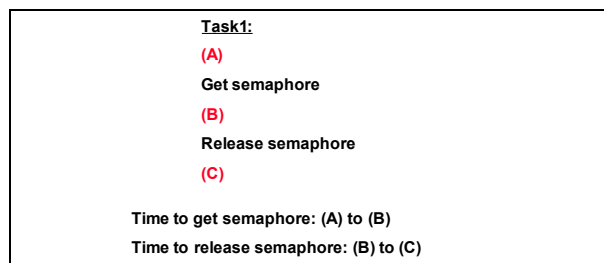 Task1:
(A)
Get semaphore
(B)
Release semaphore
(C)
Time to get semaphore: (A) to (B)
Time to release semaphore: (B) to (C)